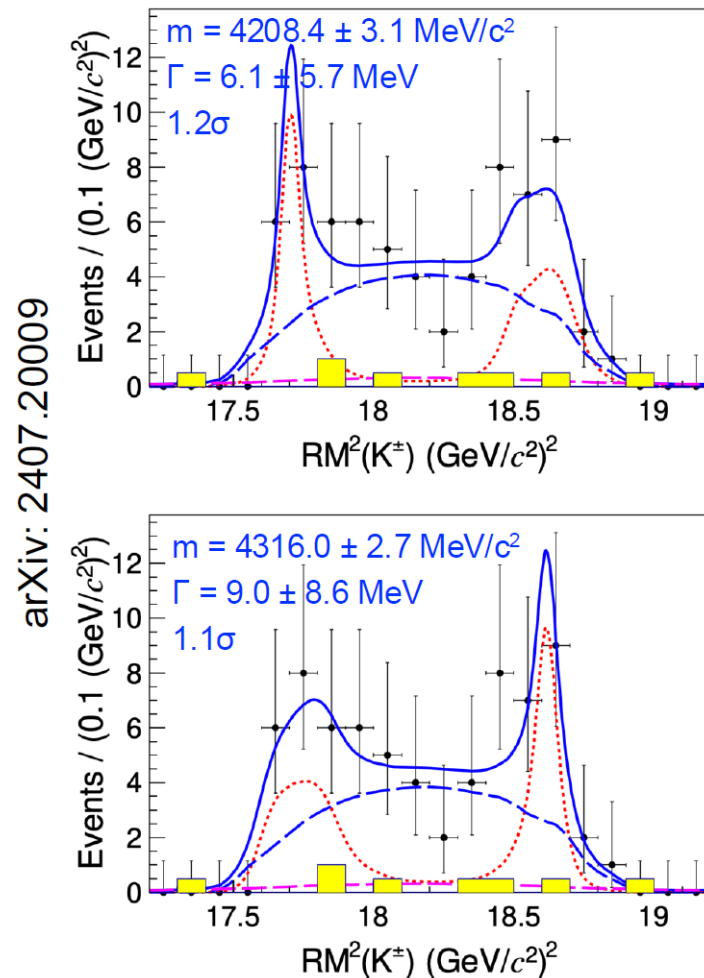 arXiv: 2407.20009
m = 4208.4 ± 3.1 MeV/c²
Γ = 6.1 ± 5.7 MeV
1.2σ
Events / (0.1 (GeV/c²)²)
12
10
8
6
4
2
0
17.5 18 18.5 19
RM²(K±) (GeV/c²)²
m = 4316.0 ± 2.7 MeV/c²
Γ = 9.0 ± 8.6 MeV
1.1σ
Events / (0.1 (GeV/c²)²)
12
10
8
6
4
2
0
17.5 18 18.5 19
RM²(K±) (GeV/c²)²